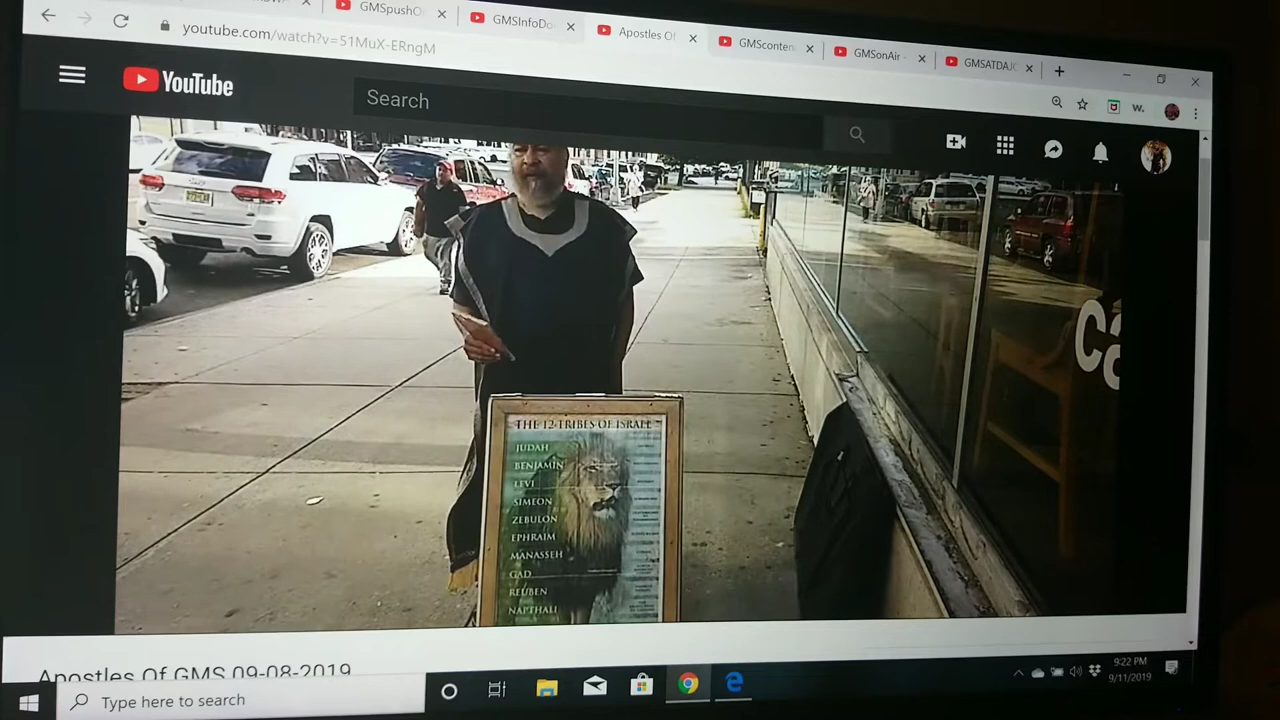 GMSpushO
GMSInfoDo
Apostles Of
GMSconten
GMSonAir -
GMSATDAJC
youtube.com/watch?v=51MuX-ERngM
W.
YouTube
Search
THE 12 TRIBES OF ISRAEL
JUDAH
BENJAMIN
LEVI
SIMEON
ZEBULON
EPHRAIM
MANASSEH
GAD
REUBEN
NAPTHALI
Apostles Of GMS 09-08-2019
Type here to search
9:22 PM
9/11/2019